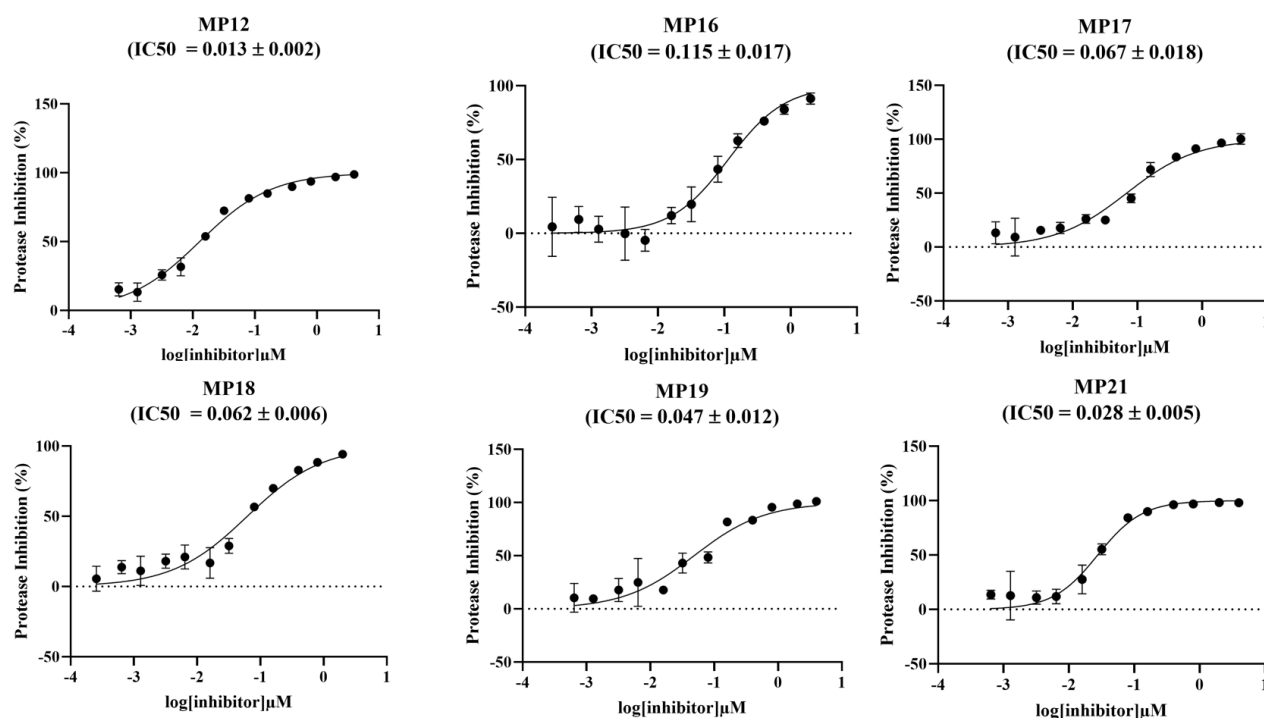 MP12
(IC50 = 0.013 ± 0.002)
Protease Inhibition (%)
150
100
50
0
-4
-3
-2
-1
0
1
log[inhibitor]µM
MP16
(IC50 = 0.115 ± 0.017)
Protease Inhibition (%)
100
50
0
-50
-4
-3
-2
-1
0
1
log[inhibitor]µM
MP17
(IC50 = 0.067 ± 0.018)
Protease Inhibition (%)
150
100
50
0
-50
-4
-3
-2
-1
0
1
log[inhibitor]µM
MP18
(IC50 = 0.062 ± 0.006)
Protease Inhibition (%)
100
50
0
-50
-4
-3
-2
-1
0
1
log[inhibitor]µM
MP19
(IC50 = 0.047 ± 0.012)
Protease Inhibition (%)
150
100
50
0
-50
-4
-3
-2
-1
0
1
log[inhibitor]µM
MP21
(IC50 = 0.028 ± 0.005)
Protease Inhibition (%)
150
100
50
0
-50
-4
-3
-2
-1
0
1
log[inhibitor]µM